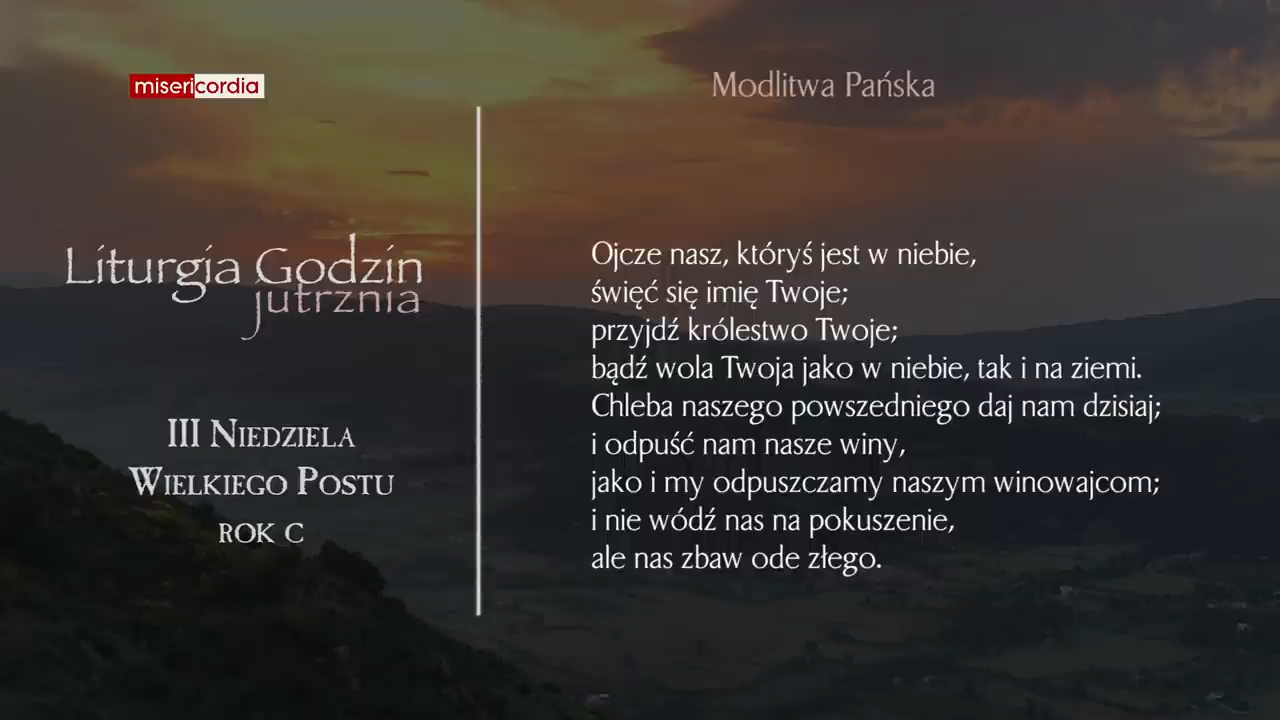 misericordia
Liturgia Godzin
jutrznia
III Niedziela
Wielkiego Postu
rok C
Modlitwa Pańska
Ojcze nasz, któryś jest w niebie,
święć się imię Twoje;
przyjdź królestwo Twoje;
bądź wola Twoja jako w niebie, tak i na ziemi.
Chleba naszego powszedniego daj nam dzisiaj;
i odpuść nam nasze winy,
jako i my odpuszczamy naszym winowajcom;
i nie wódź nas na pokuszenie,
ale nas zbaw ode złego.